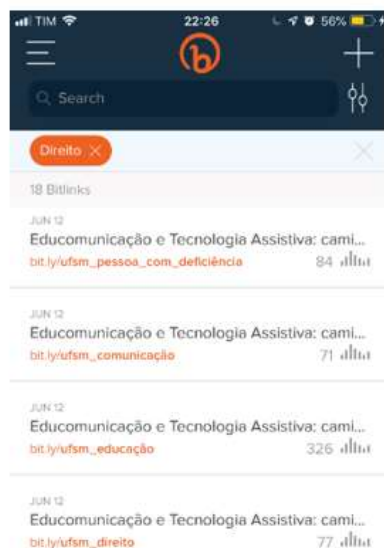 TIM 22:26 56%
b
Search
Direito
18 Bitlinks
JUN 12
Educomunicação e Tecnologia Assistiva: cami...
bit.ly/ufsm_pessoa_com_deficiência 84
JUN 12
Educomunicação e Tecnologia Assistiva: cami...
bit.ly/ufsm_comunicação 71
JUN 12
Educomunicação e Tecnologia Assistiva: cami...
bit.ly/ufsm_educação 326
JUN 12
Educomunicação e Tecnologia Assistiva: cami...
bit.ly/ufsm_direito 77